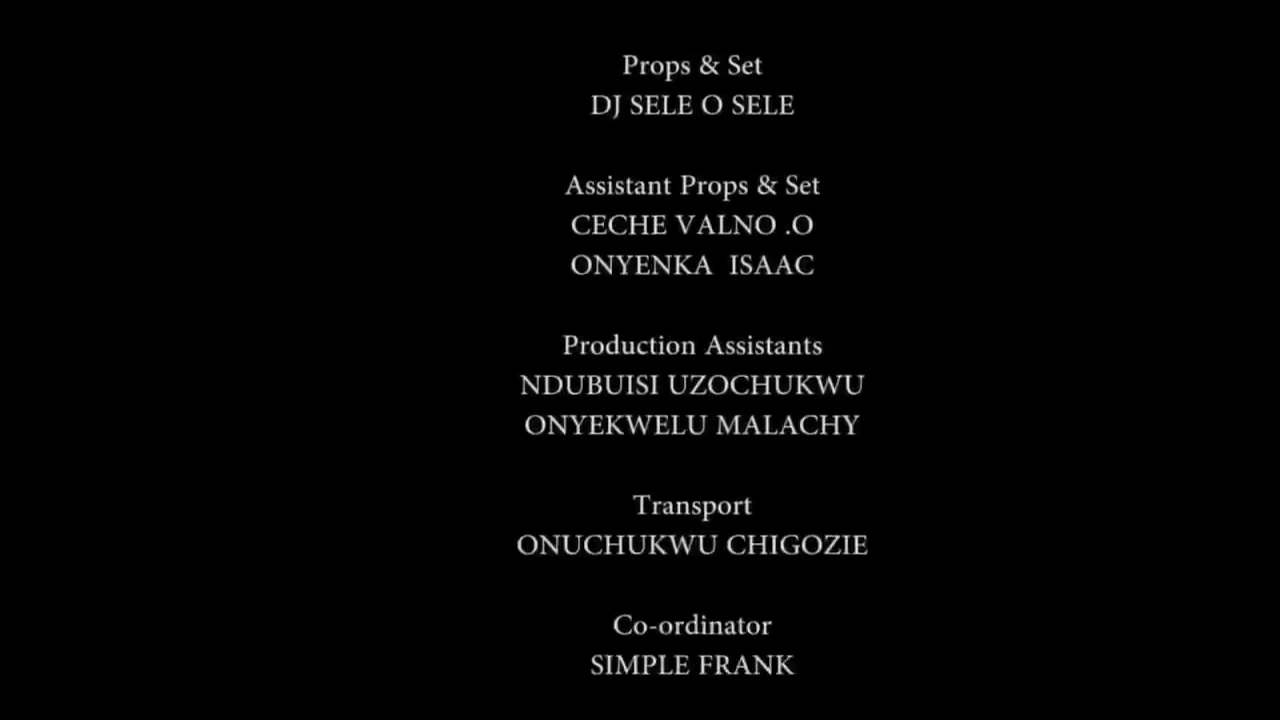 Props & Set
DJ SELE O SELE
Assistant Props & Set
CECHE VALNO .O
ONYENKA  ISAAC
Production Assistants
NDUBUISI UZOCHUKWU
ONYEKWELU MALACHY
Transport
ONUCHUKWU CHIGOZIE
Co-ordinator
SIMPLE FRANK